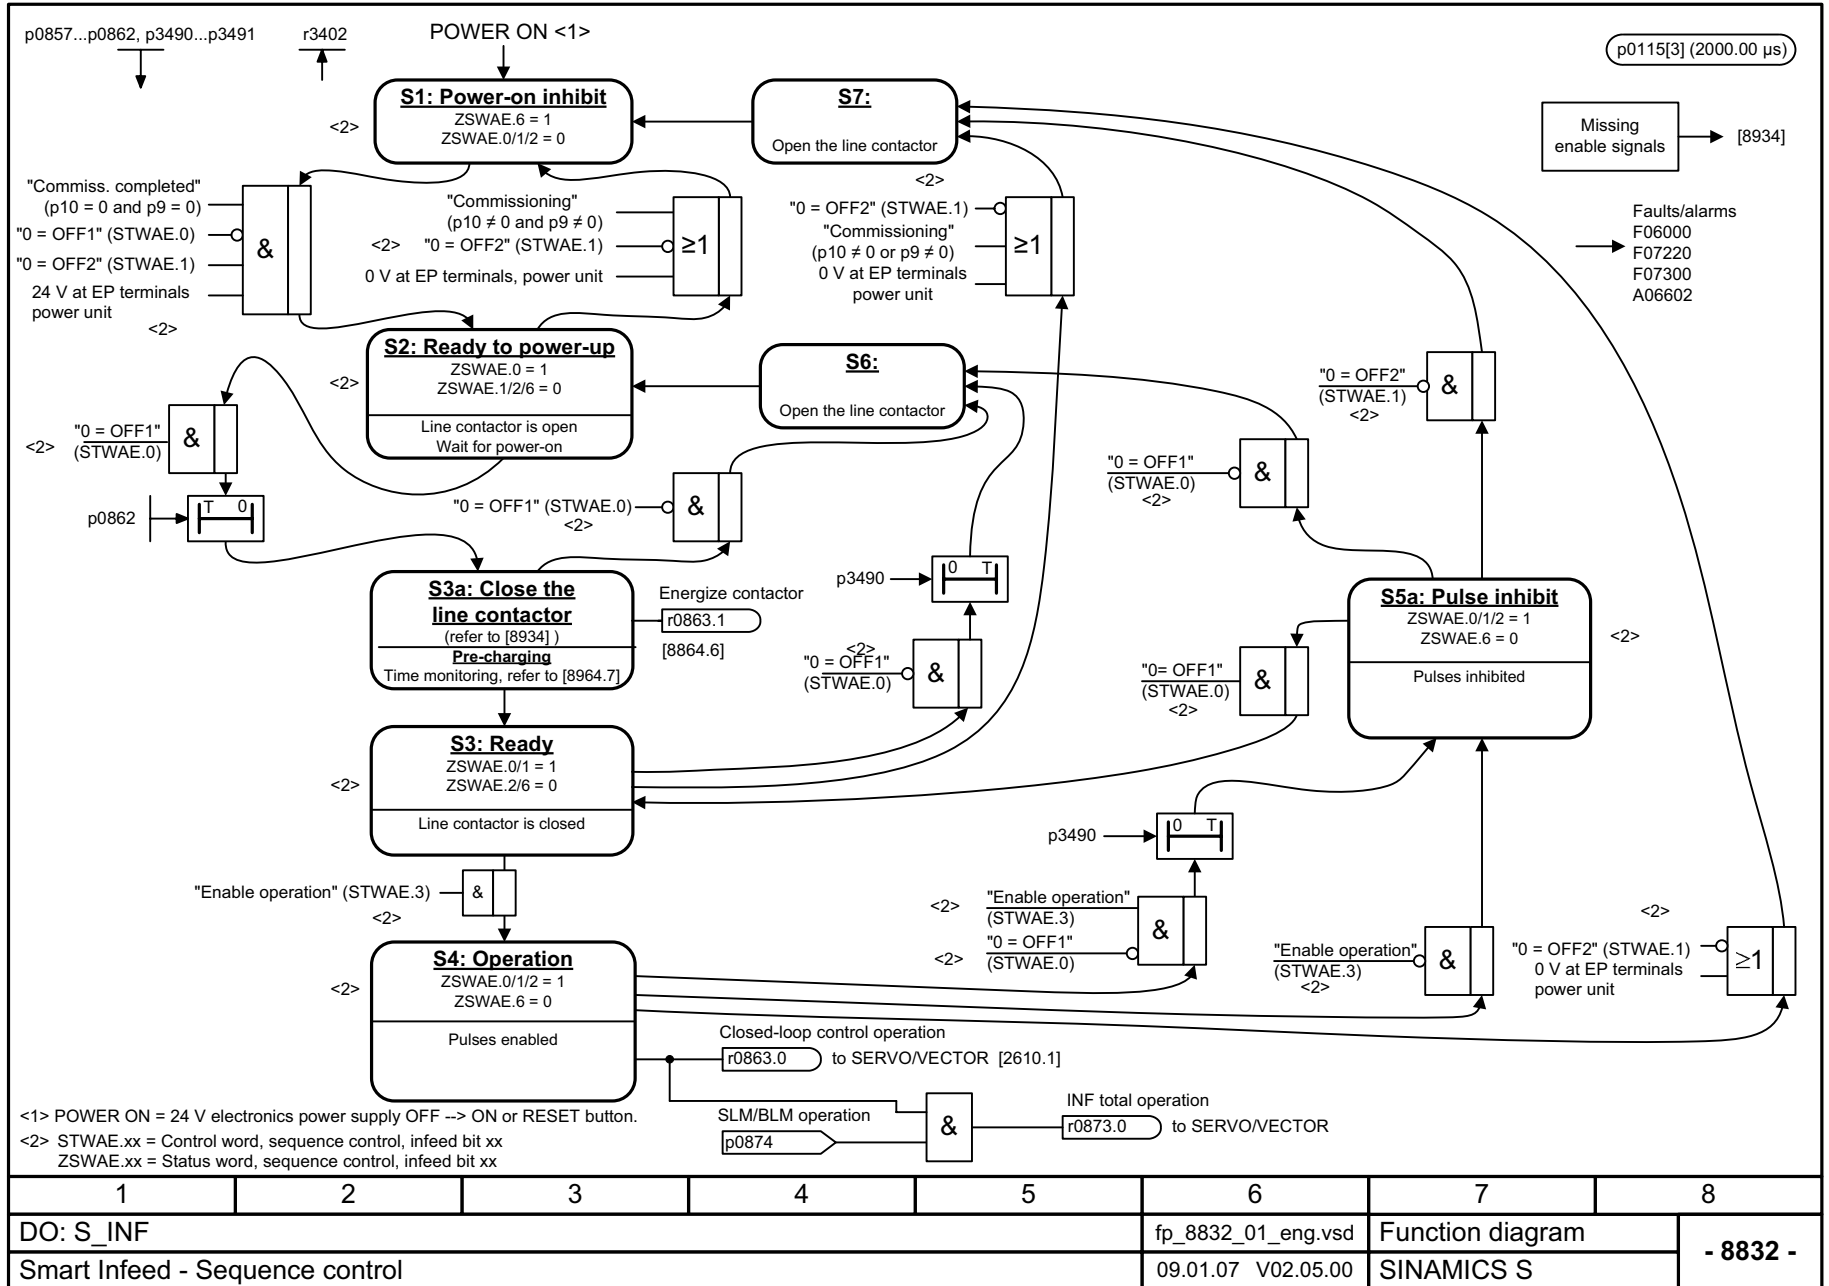 p0857...p0862, p3490...p3491
r3402
POWER ON <1>
p0115[3] (2000.00 µs)
S1: Power-on inhibit
ZSWAE.6 = 1
ZSWAE.0/1/2 = 0
<2>
S7:
Open the line contactor
Missing
enable signals
[8934]
"Commiss. completed"
(p10 = 0 and p9 = 0)
"0 = OFF1" (STWAE.0)
"0 = OFF2" (STWAE.1)
24 V at EP terminals
power unit
<2>
&
"Commissioning"
(p10 ≠ 0 and p9 ≠ 0)
<2>
"0 = OFF2" (STWAE.1)
0 V at EP terminals, power unit
≥1
<2>
"0 = OFF2" (STWAE.1)
"Commissioning"
(p10 ≠ 0 or p9 ≠ 0)
0 V at EP terminals
power unit
≥1
Faults/alarms
F06000
F07220
F07300
A06602
S2: Ready to power-up
ZSWAE.0 = 1
ZSWAE.1/2/6 = 0
<2>
Line contactor is open
Wait for power-on
S6:
Open the line contactor
"0 = OFF2"
(STWAE.1)
<2>
&
<2>
"0 = OFF1"
(STWAE.0)
&
p0862
T 0
"0 = OFF1" (STWAE.0)
<2>
&
"0 = OFF1"
(STWAE.0)
<2>
&
S3a: Close the
line contactor
(refer to [8934] )
Pre-charging
Time monitoring, refer to [8964.7]
Energize contactor
r0863.1
[8864.6]
p3490
0 T
<2>
"0 = OFF1"
(STWAE.0)
&
"0= OFF1"
(STWAE.0)
<2>
&
S5a: Pulse inhibit
ZSWAE.0/1/2 = 1
ZSWAE.6 = 0
<2>
Pulses inhibited
S3: Ready
ZSWAE.0/1 = 1
ZSWAE.2/6 = 0
<2>
Line contactor is closed
p3490
0 T
"Enable operation" (STWAE.3)
<2>
&
<2>
"Enable operation"
(STWAE.3)
<2>
"0 = OFF1"
(STWAE.0)
&
"Enable operation"
(STWAE.3)
<2>
&
<2>
"0 = OFF2" (STWAE.1)
0 V at EP terminals
power unit
≥1
S4: Operation
ZSWAE.0/1/2 = 1
ZSWAE.6 = 0
<2>
Pulses enabled
Closed-loop control operation
r0863.0
to SERVO/VECTOR [2610.1]
SLM/BLM operation
p0874
&
INF total operation
r0873.0
to SERVO/VECTOR
<1> POWER ON = 24 V electronics power supply OFF --> ON or RESET button.
<2> STWAE.xx = Control word, sequence control, infeed bit xx
ZSWAE.xx = Status word, sequence control, infeed bit xx
1 2 3 4 5 6 7 8
DO: S_INF
fp_8832_01_eng.vsd
Function diagram
- 8832 -
Smart Infeed - Sequence control
09.01.07 V02.05.00
SINAMICS S